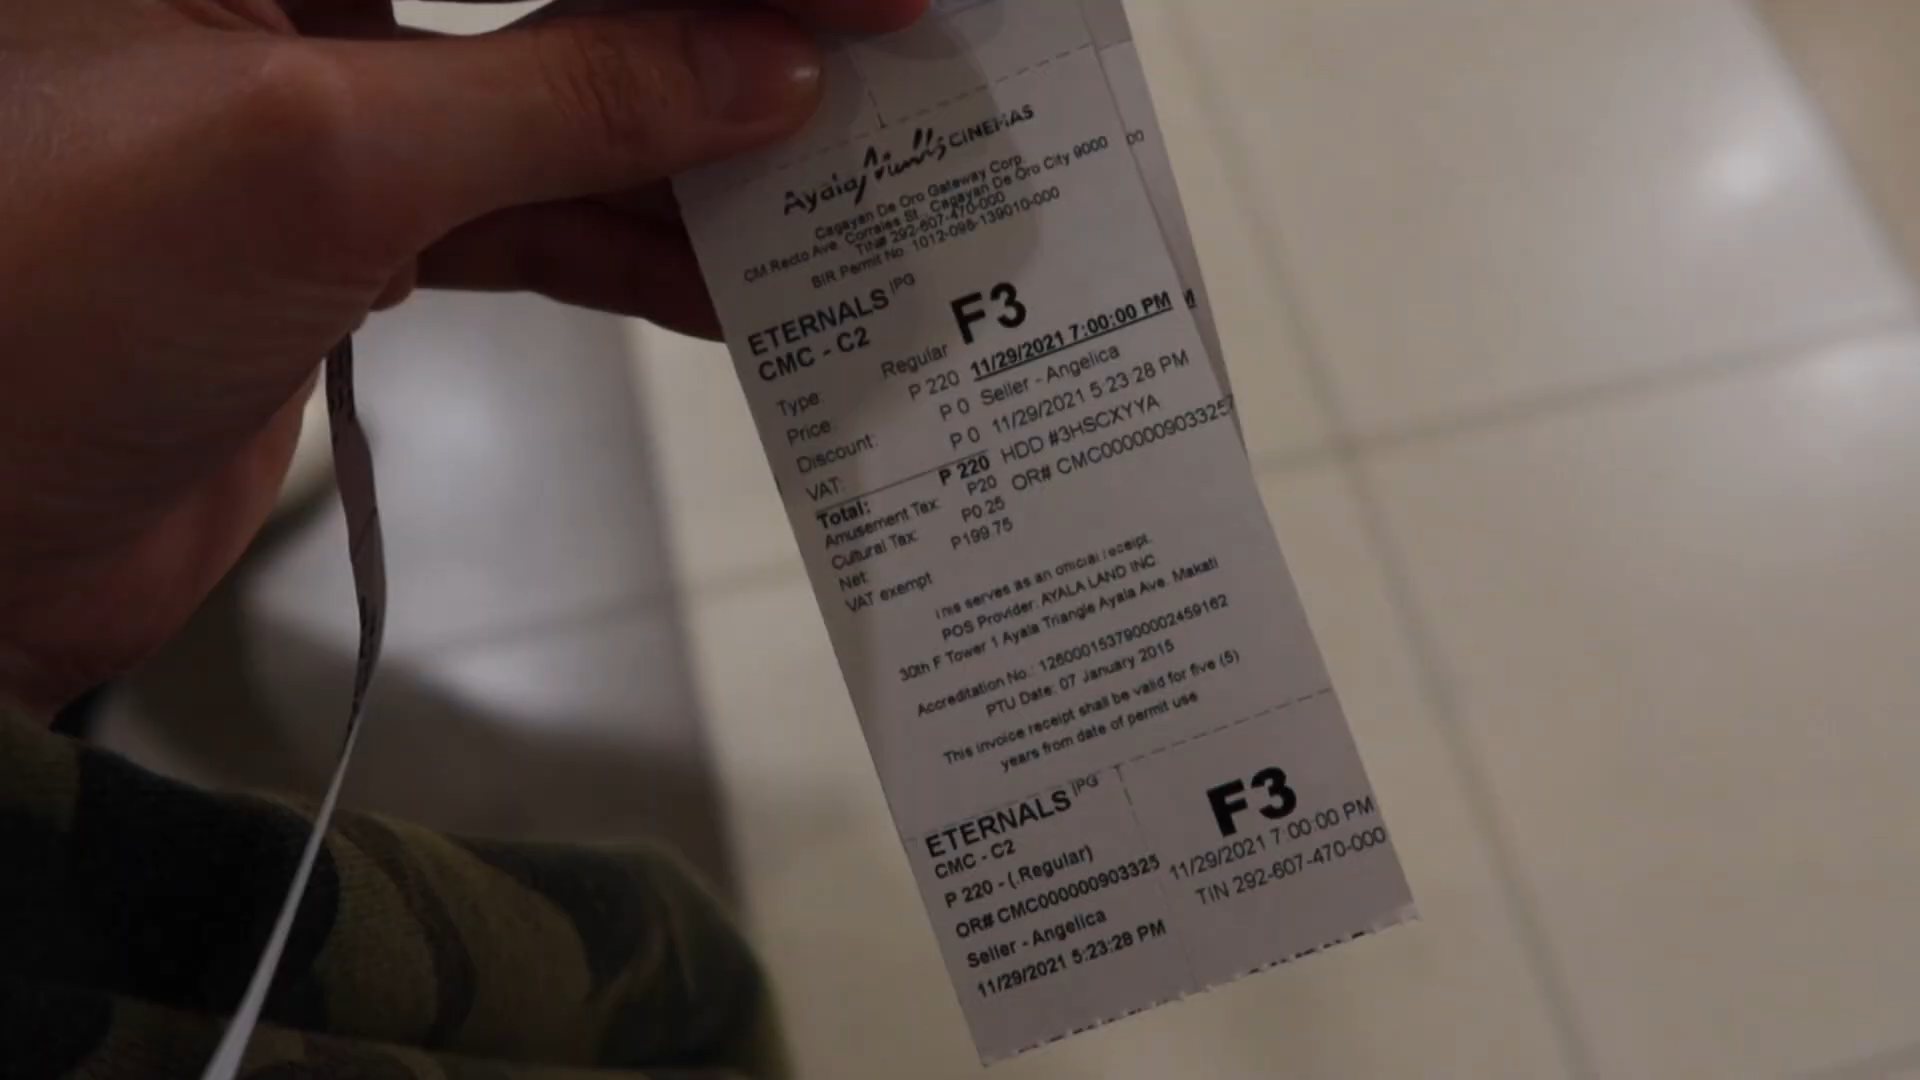 Ayala Malls CINEMAS
Cagayan De Oro Gateway Corp.
CM Recto Ave. Corrales St., Cagayan De Oro City 9000
TIN# 292-607-470-000
BIR Permit No. 1012-098-139010-000
00
ETERNALS PG
CMC - C2
F3
11/29/2021 7:00:00 PM
M
Type Regular
Price: P 220 Seller - Angelica
Discount: P 0 11/29/2021 5:23:28 PM
VAT: P 0 HDD #3HSCXYYA
Total: P 220 OR# CMC0000009033257
Amusement Tax: P20
Cultural Tax: P0.25
Net: P199.75
VAT exempt
This serves as an official receipt.
POS Provider: AYALA LAND INC
30th F Tower 1 Ayala Triangle Ayala Ave. Makati
Accreditation No.: 1260001537900002459162
PTU Date: 07 January 2015
This invoice receipt shall be valid for five (5)
years from date of permit use
ETERNALS PG
CMC - C2
P 220 - (.Regular)
OR# CMC000000903325
Seller - Angelica
11/29/2021 5:23:28 PM
F3
11/29/2021 7:00:00 PM
TIN 292-607-470-000